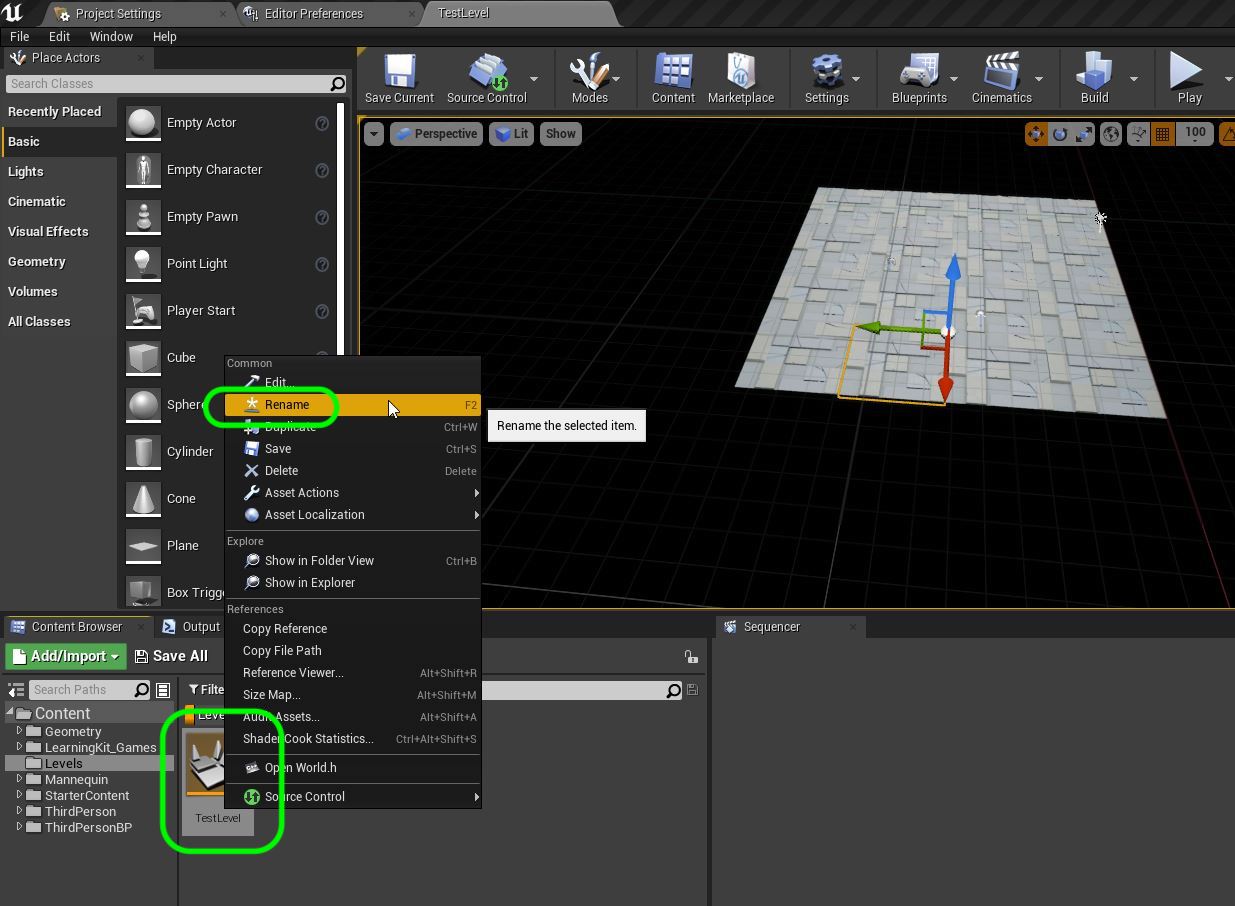 Project Settings
Editor Preferences
TestLevel
File Edit Window Help
Place Actors
Search Classes
Recently Placed
Basic
Lights
Cinematic
Visual Effects
Geometry
Volumes
All Classes
Empty Actor
Empty Character
Empty Pawn
Point Light
Player Start
Cube
Sphere
Cylinder
Cone
Plane
Box Trigg
Save Current
Source Control
Modes
Content
Marketplace
Settings
Blueprints
Cinematics
Build
Play
Perspective
Lit
Show
100
Common
Edit...
Rename F2
Duplicate Ctrl+W
Save Ctrl+S
Delete Delete
Asset Actions
Asset Localization
Explore
Show in Folder View Ctrl+B
Show in Explorer
References
Copy Reference
Copy File Path
Reference Viewer... Alt+Shift+R
Size Map... Alt+Shift+M
Audit Assets... Alt+Shift+A
Shader Cook Statistics... Ctrl+Alt+Shift+S
Open World.h
Source Control
Rename the selected item.
Content Browser
Output
Sequencer
Add/Import
Save All
Search Paths
Filte
Content
Geometry
LearningKit_Games
Levels
Mannequin
StarterContent
ThirdPerson
ThirdPersonBP
Leve
TestLevel